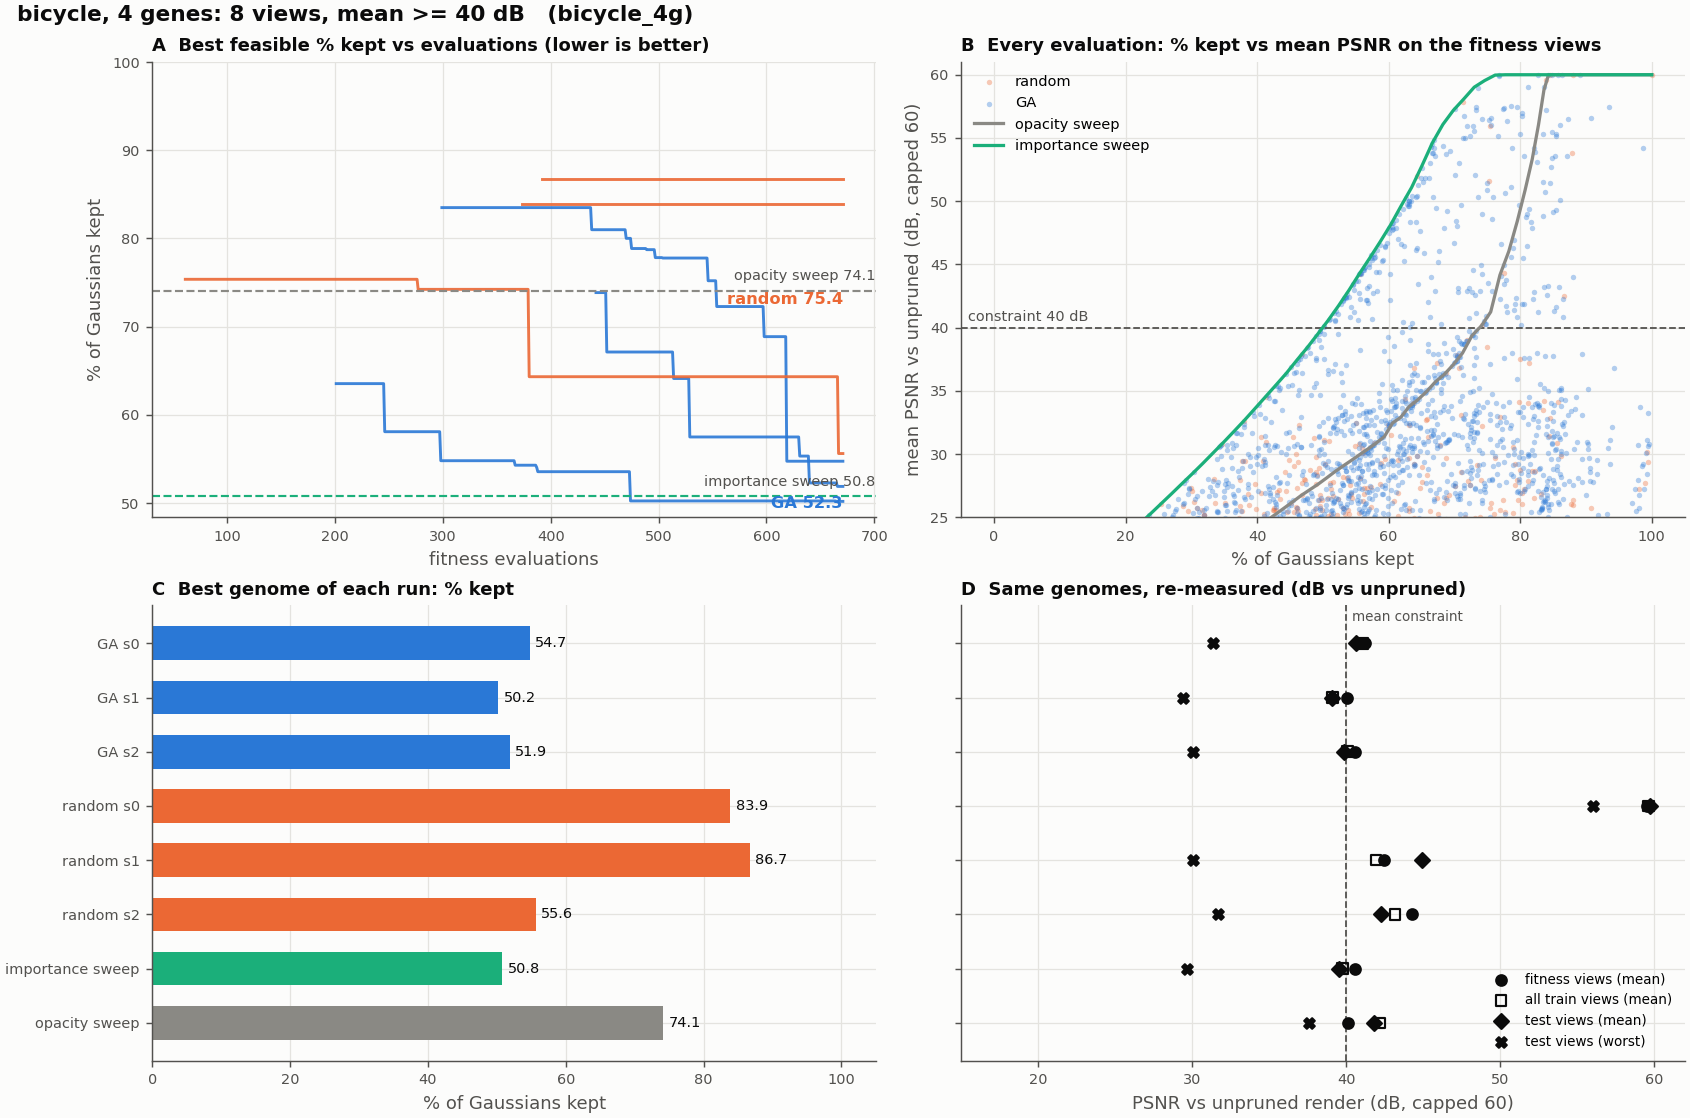 bicycle, 4 genes: 8 views, mean >= 40 dB (bicycle_4g)
A Best feasible % kept vs evaluations (lower is better)
% of Gaussians kept
100
90
80
70
60
50
opacity sweep 74.1
random 75.4
importance sweep 50.8
GA 52.3
100 200 300 400 500 600 700
fitness evaluations
B Every evaluation: % kept vs mean PSNR on the fitness views
mean PSNR vs unpruned (dB, capped 60)
60
55
50
45
40
35
30
25
random
GA
opacity sweep
importance sweep
constraint 40 dB
0 20 40 60 80 100
% of Gaussians kept
C Best genome of each run: % kept
GA s0 54.7
GA s1 50.2
GA s2 51.9
random s0 83.9
random s1 86.7
random s2 55.6
importance sweep 50.8
opacity sweep 74.1
0 20 40 60 80 100
% of Gaussians kept
D Same genomes, re-measured (dB vs unpruned)
mean constraint
fitness views (mean)
all train views (mean)
test views (mean)
test views (worst)
20 30 40 50 60
PSNR vs unpruned render (dB, capped 60)